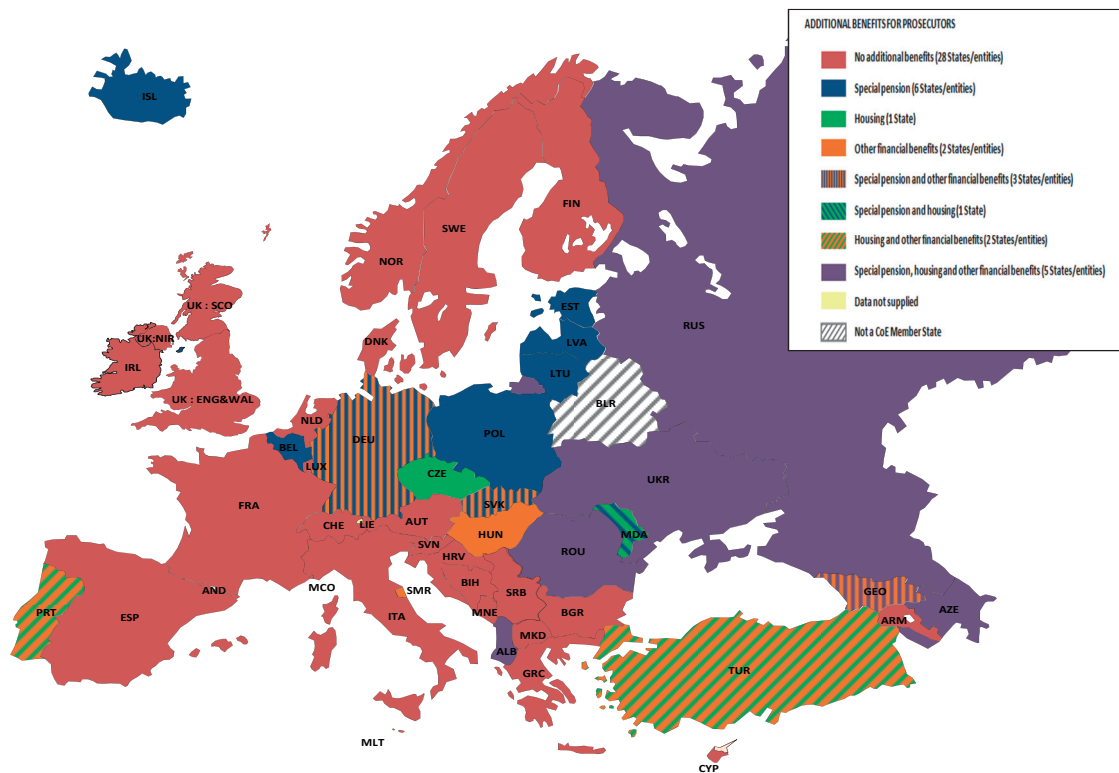 ADDITIONAL BENEFITS FOR PROSECUTORS
No additional benefits (28 States/entities)
Special pension (6 States/entities)
Housing (1 State)
Other financial benefits (2 States/entities)
Special pension and other financial benefits (3 States/entities)
Special pension and housing (1 State)
Housing and other financial benefits (2 States/entities)
Special pension, housing and other financial benefits (5 States/entities)
Data not supplied
Not a CoE Member State
ISL
FIN
SWE
NOR
UK : SCO
EST
RUS
UK:NIR
DNK
LVA
IRL
LTU
UK : ENG&WAL
BLR
NLD
POL
DEU
BEL
LUX
CZE
UKR
FRA
SVK
CHE
LIE
AUT
HUN
MDA
SVN
ROU
HRV
BIH
MCO
SMR
SRB
AND
GEO
PRT
ESP
ITA
MNE
BGR
AZE
ARM
MKD
ALB
GRC
TUR
MLT
CYP